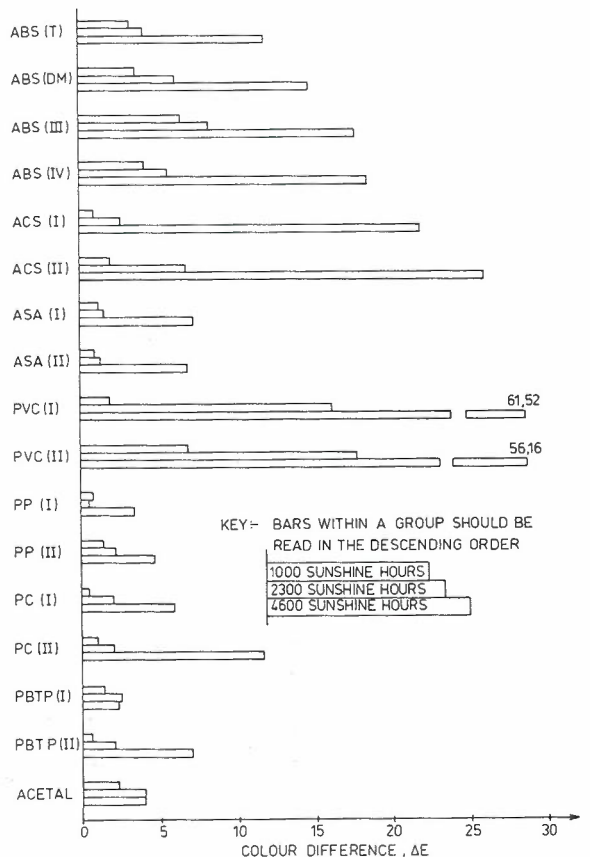 ABS (T)
ABS(DM)
ABS (III)
ABS (IV)
ACS (I)
ACS (II)
ASA (I)
ASA (II)
61,52
PVC (I)
56,16
PVC (II)
PP (I)
KEY:- BARS WITHIN A GROUP SHOULD BE
READ IN THE DESCENDING ORDER
PP (II)
1000 SUNSHINE HOURS
2300 SUNSHINE HOURS
PC (I)
4600 SUNSHINE HOURS
PC (II)
PBTP(I)
PBTP(II)
ACETAL
0 5 10 15 20 25 30
COLOUR DIFFERENCE , ΔE